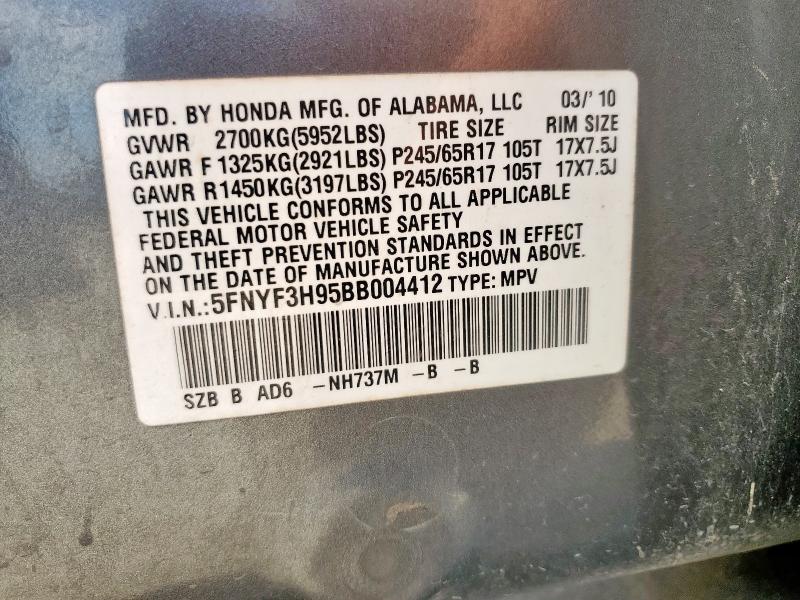 MFD. BY HONDA MFG. OF ALABAMA, LLC 03/'10
GVWR 2700KG(5952LBS) TIRE SIZE RIM SIZE
GAWR F 1325KG(2921LBS) P245/65R17 105T 17X7.5J
GAWR R1450KG(3197LBS) P245/65R17 105T 17X7.5J
THIS VEHICLE CONFORMS TO ALL APPLICABLE
FEDERAL MOTOR VEHICLE SAFETY
AND THEFT PREVENTION STANDARDS IN EFFECT
ON THE DATE OF MANUFACTURE SHOWN ABOVE.
V.I.N.:5FNYF3H95BB004412 TYPE: MPV
SZB B AD6 -NH737M -B -B